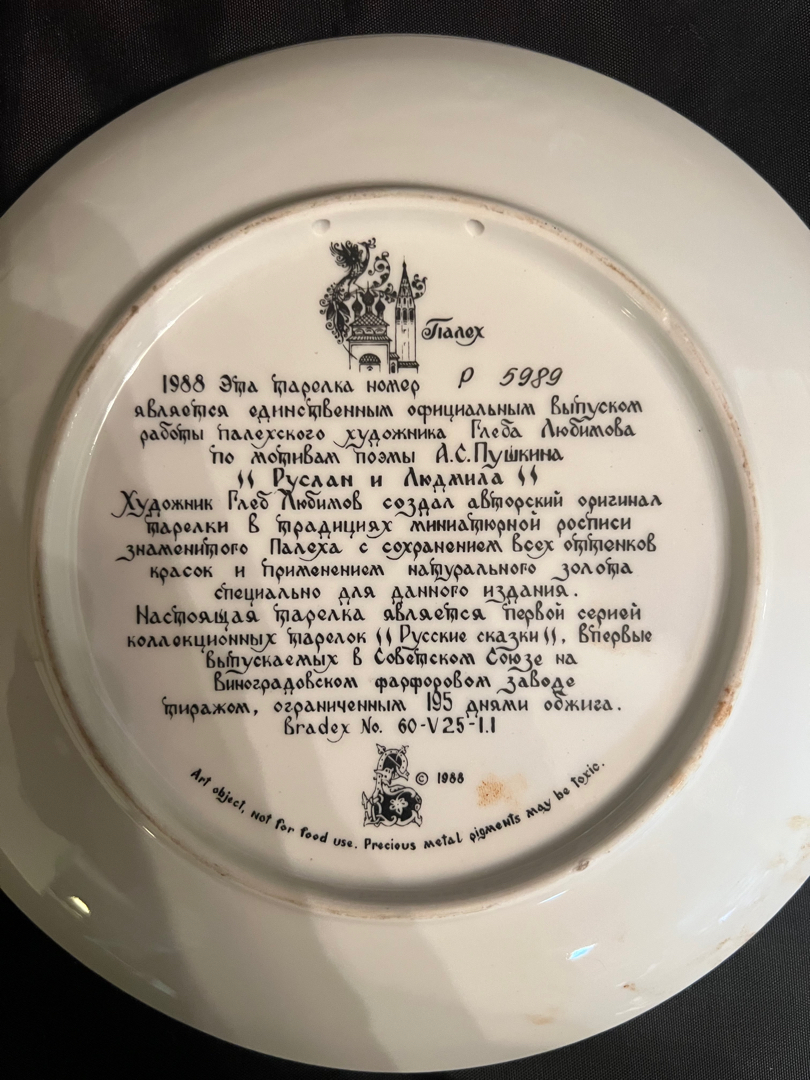 Палех
1988 Эта тарелка номер Р 5989
является единственным официальным выпуском
работы палехского художника Глеба Любимова
по мотивам поэмы А.С.Пушкина
" Руслан и Людмила "
Художник Глеб Любимов создал авторский оригинал
тарелки в традициях миниатюрной росписи
знаменитого Палеха с сохранением всех оттенков
красок и применением натурального золота
специально для данного издания.
Настоящая тарелка является первой серией
коллекционных тарелок "Русские сказки", впервые
выпускаемых в Советском Союзе на
Виноградовском фарфоровом заводе
тиражом, ограниченным 195 днями обжига.
Bradex No. 60-V25-1.1
© 1988
Art object, not for food use. Precious metal pigments may be toxic.